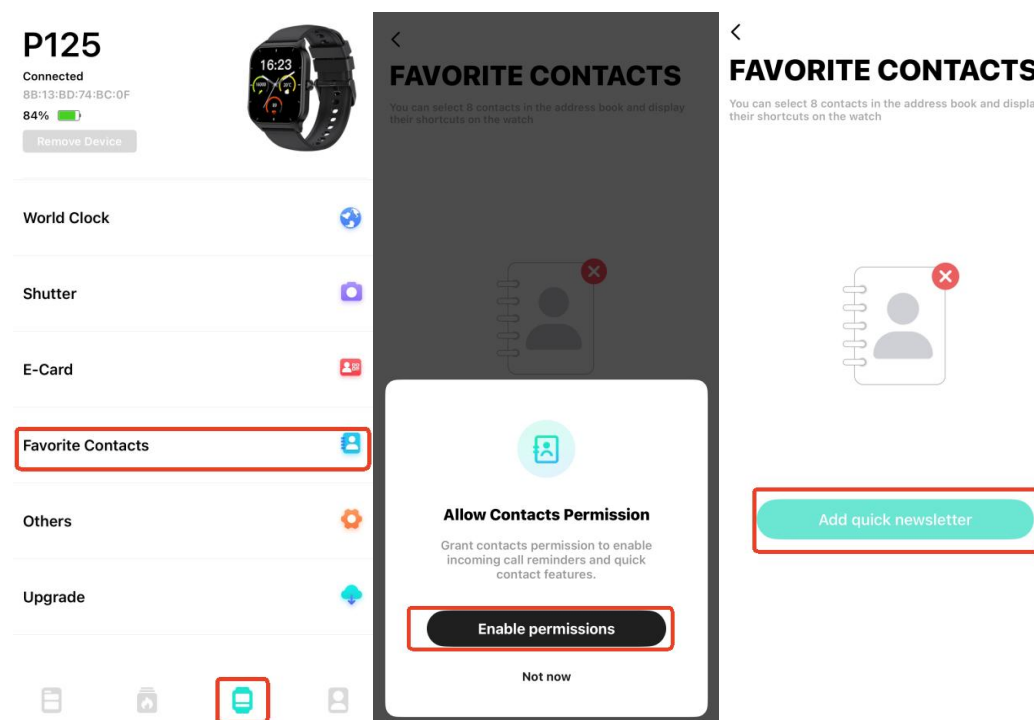 P125
Connected
8B:13:BD:74:BC:0F
84%
Remove Device
16:23
World Clock
Shutter
E-Card
Favorite Contacts
Others
Upgrade
FAVORITE CONTACTS
You can select 8 contacts in the address book and display
their shortcuts on the watch
Allow Contacts Permission
Grant contacts permission to enable
incoming call reminders and quick
contact features.
Enable permissions
Not now
FAVORITE CONTACTS
You can select 8 contacts in the address book and displa
their shortcuts on the watch
Add quick newsletter